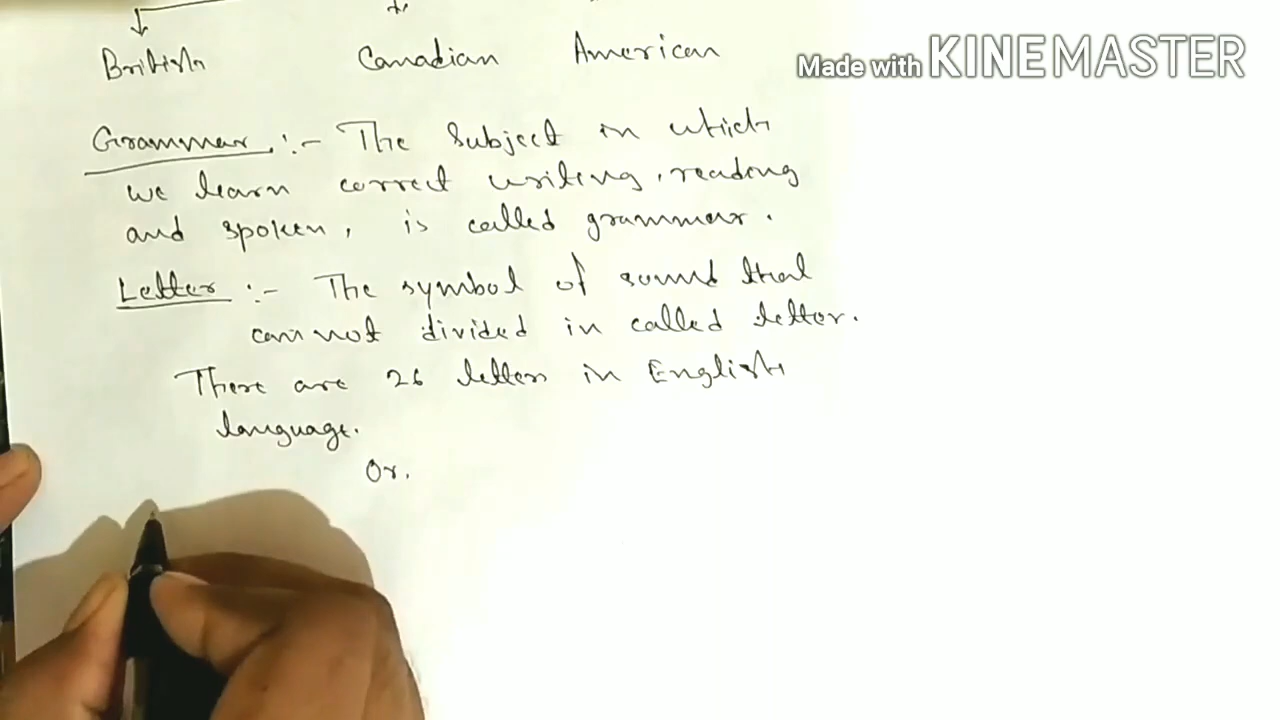 British Canadian American
Made with KINEMASTER
Grammar :- The Subject in which
we learn correct writing, reading
and spoken, is called grammar.
Letter :- The symbol of sound that
can not divided in called letter.
There are 26 letters in English
language.
Or.